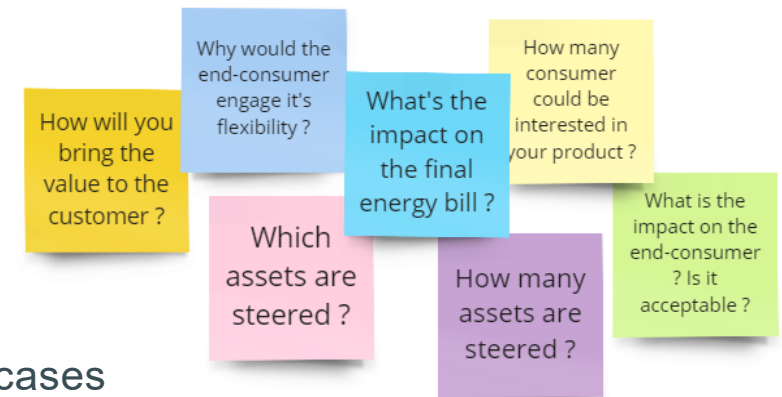 How will you
bring the
value to the
customer ?
Why would the
end-consumer
engage it's
flexibility ?
What's the
impact on
the final
energy bill ?
How many
consumer
could be
interested in
your product ?
Which
assets are
steered ?
How many
assets are
steered ?
What is the
impact on the
end-consumer
? Is it
acceptable ?
cases